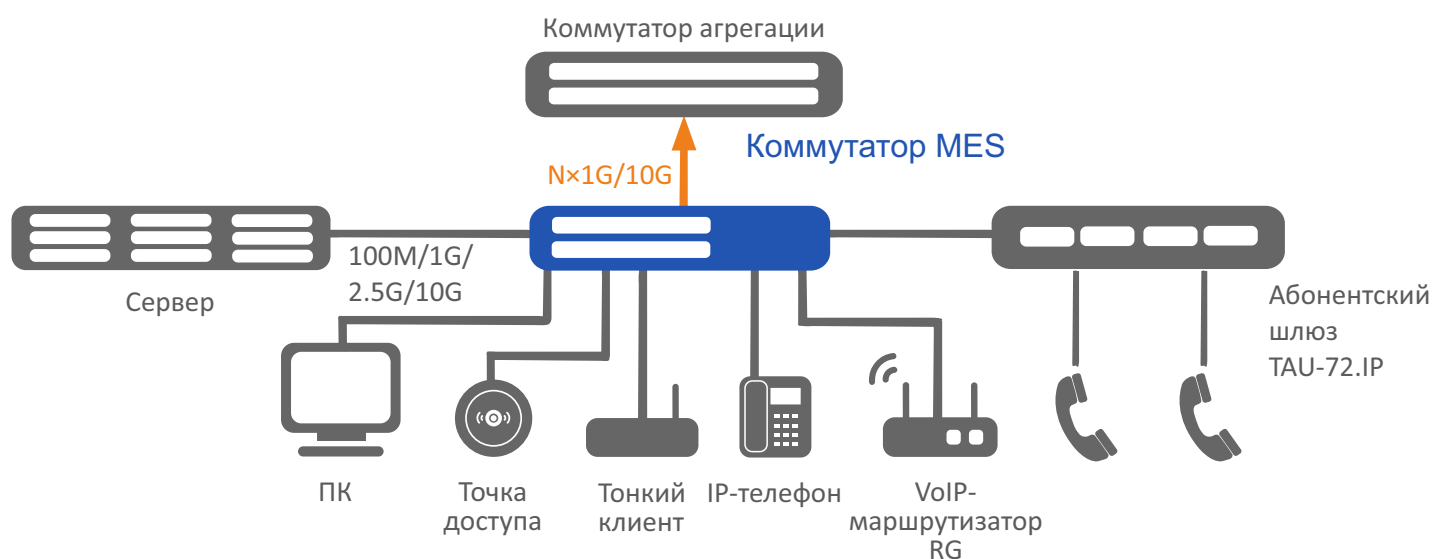 Коммутатор агрегации
Коммутатор MES
N×1G/10G
100M/1G/
2.5G/10G
Сервер
Абонентский
шлюз
TAU-72.IP
ПК
Точка
доступа
Тонкий
клиент
IP-телефон
VoIP-
маршрутизатор
RG